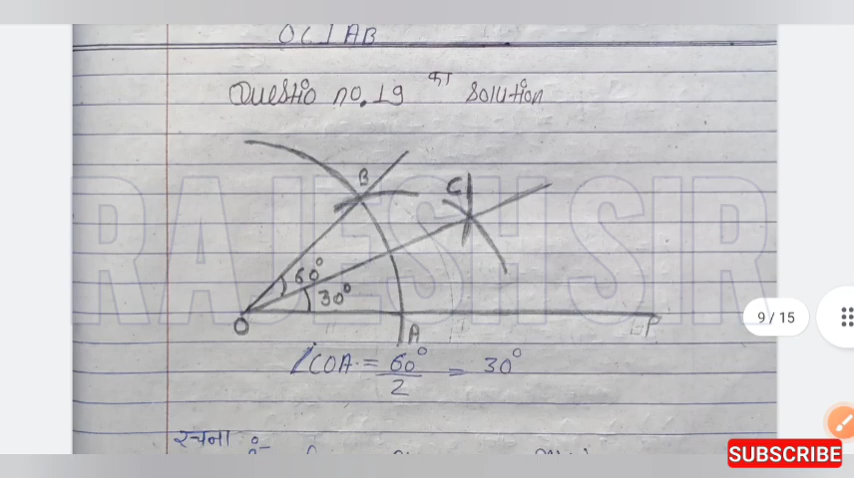 OC⊥AB
Questio no. 19 का Solution
B
C
60°
30°
O
A
P
∠COA = 60°/2 = 30°
रचना :-
RAJESH SIR
9 / 15
SUBSCRIBE